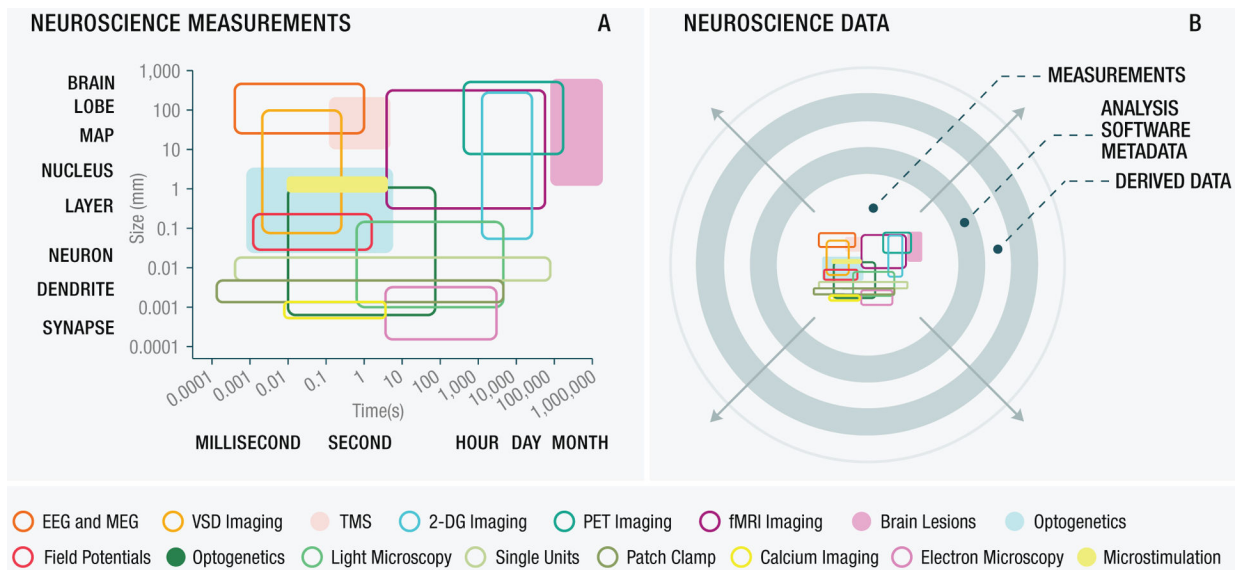 NEUROSCIENCE MEASUREMENTS
A
BRAIN
LOBE
MAP
NUCLEUS
LAYER
NEURON
DENDRITE
SYNAPSE
Size (mm)
1,000
100
10
1
0.1
0.01
0.001
0.0001
0.0001
0.001
0.01
0.1
1
10
100
1,000
10,000
100,000
1,000,000
Time(s)
MILLISECOND
SECOND
HOUR
DAY
MONTH
NEUROSCIENCE DATA
B
MEASUREMENTS
ANALYSIS
SOFTWARE
METADATA
DERIVED DATA
EEG and MEG
VSD Imaging
TMS
2-DG Imaging
PET Imaging
fMRI Imaging
Brain Lesions
Optogenetics
Field Potentials
Optogenetics
Light Microscopy
Single Units
Patch Clamp
Calcium Imaging
Electron Microscopy
Microstimulation